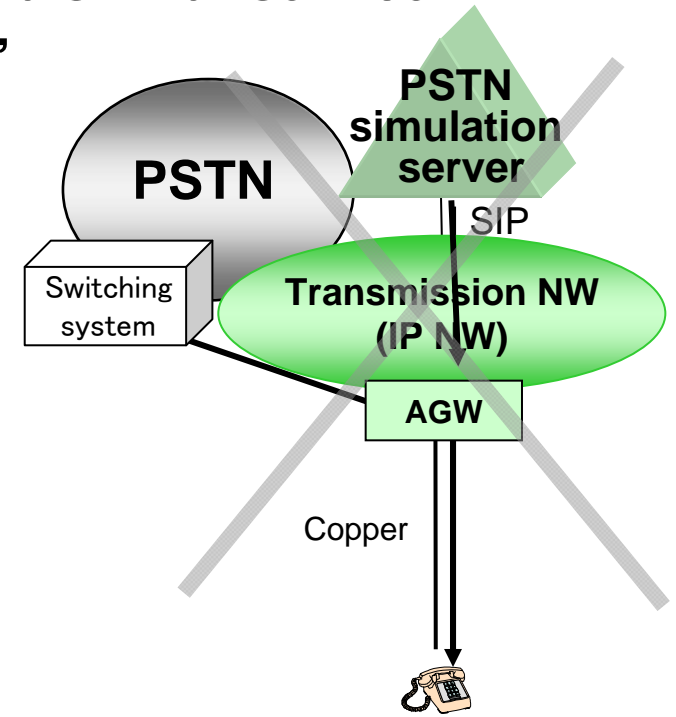 ,
PSTN
simulation
server
PSTN
SIP
Switching
system
Transmission NW
(IP NW)
AGW
Copper